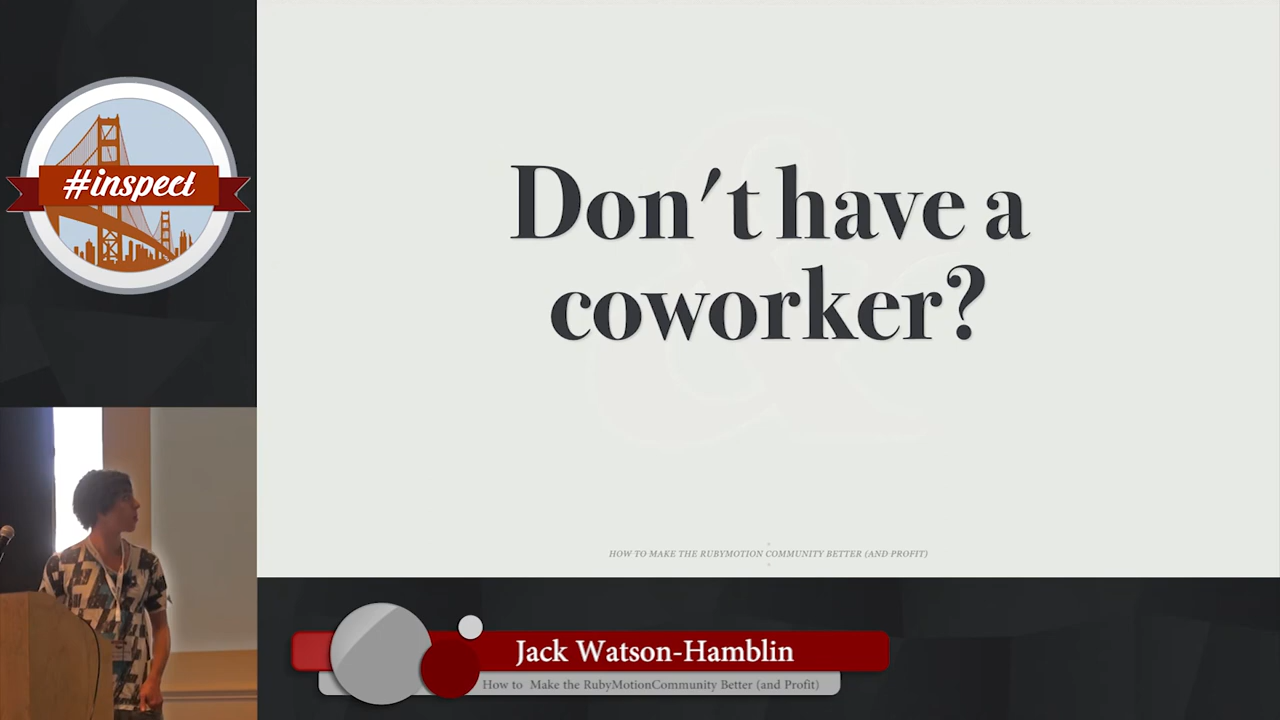 #inspect
Don't have a
coworker?
HOW TO MAKE THE RUBYMOTION COMMUNITY BETTER (AND PROFIT)
Jack Watson-Hamblin
How to Make the RubyMotionCommunity Better (and Profit)